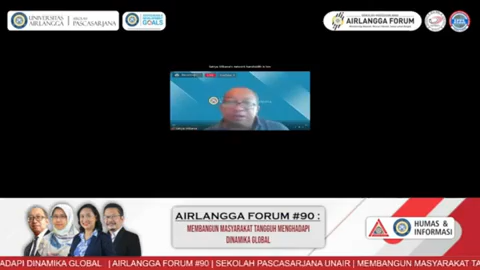 UNIVERSITAS
AIRLANGGA
SEKOLAH
PASCASARJANA
GOALS
AIRLANGGA FORUM
AIRLANGGA FORUM #90 :
MEMBANGUN MASYARAKAT TANGGUH MENGHADAPI
DINAMIKA GLOBAL
HUMAS &
INFORMASI
ADAPI DINAMIKA GLOBAL | AIRLANGGA FORUM #90 | SEKOLAH PASCASARJANA UNAIR | MEMBANGUN MASYARAKAT TA